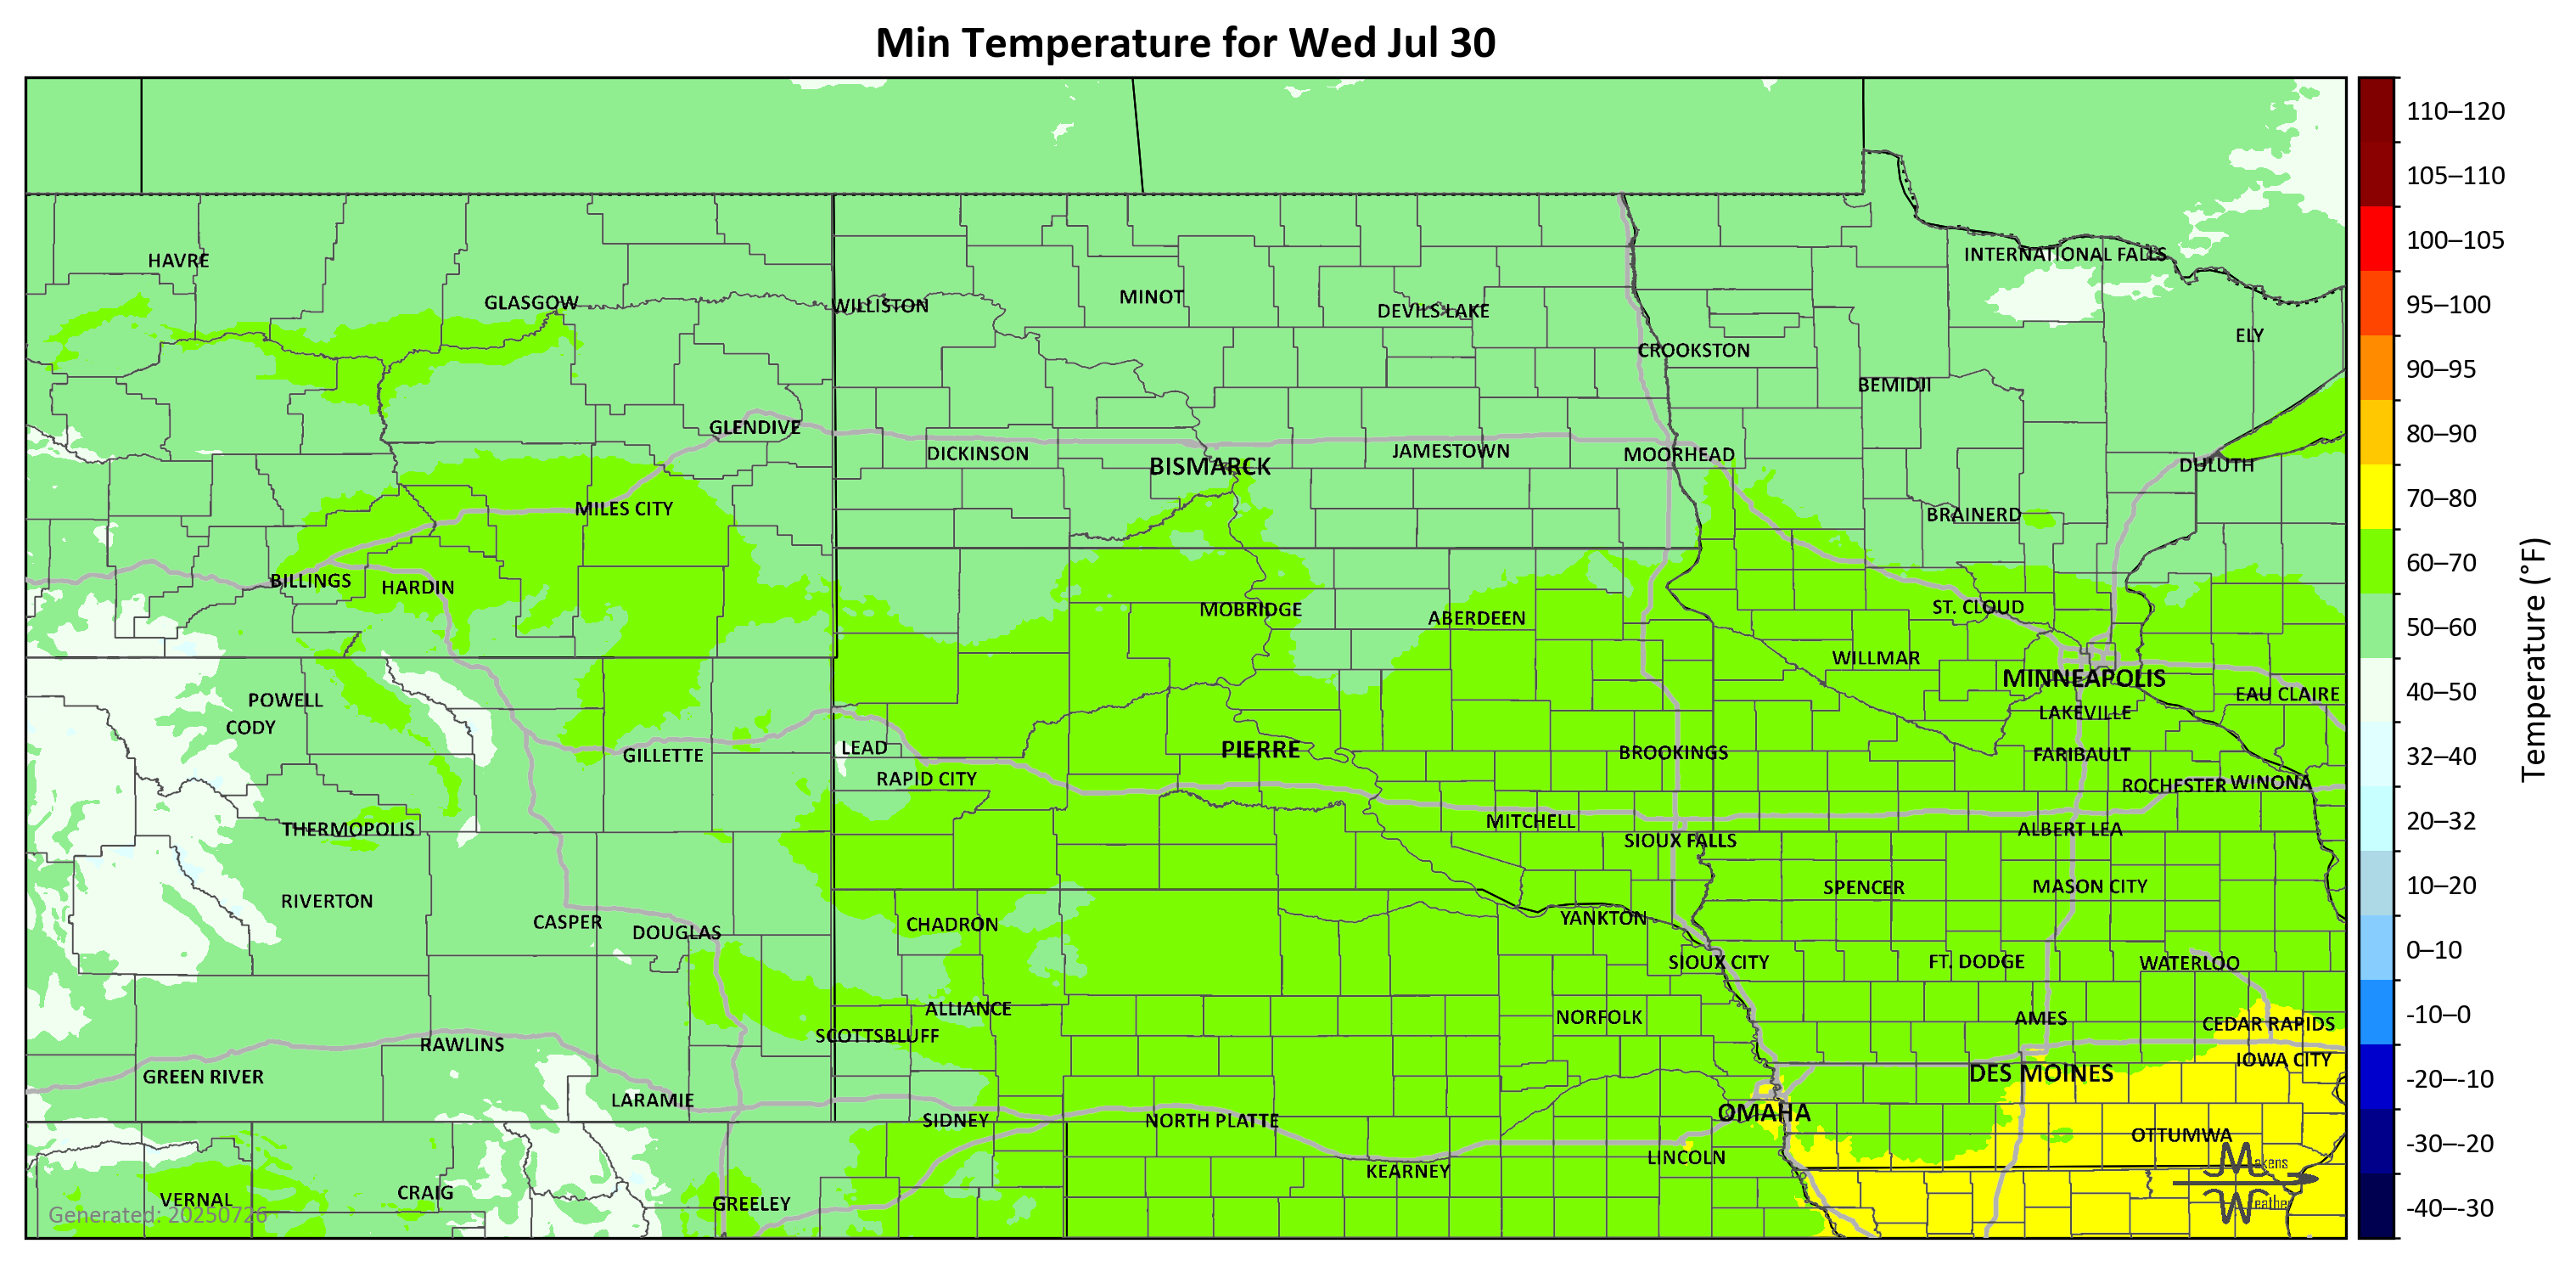 Min Temperature for Wed Jul 30
HAVRE
GLASGOW
WILLISTON
MINOT
DEVILS LAKE
CROOKSTON
INTERNATIONAL FALLS
ELY
BEMIDJI
GLENDIVE
DICKINSON
BISMARCK
JAMESTOWN
MOORHEAD
DULUTH
MILES CITY
BRAINERD
BILLINGS
HARDIN
MOBRIDGE
ABERDEEN
ST. CLOUD
WILLMAR
MINNEAPOLIS
EAU CLAIRE
POWELL
CODY
LAKEVILLE
GILLETTE
LEAD
RAPID CITY
PIERRE
BROOKINGS
FARIBAULT
ROCHESTER
WINONA
THERMOPOLIS
MITCHELL
SIOUX FALLS
ALBERT LEA
RIVERTON
SPENCER
MASON CITY
CASPER
DOUGLAS
CHADRON
YANKTON
SIOUX CITY
FT. DODGE
WATERLOO
ALLIANCE
SCOTTSBLUFF
NORFOLK
AMES
CEDAR RAPIDS
RAWLINS
GREEN RIVER
IOWA CITY
DES MOINES
LARAMIE
SIDNEY
NORTH PLATTE
OMAHA
OTTUMWA
LINCOLN
KEARNEY
VERNAL
CRAIG
GREELEY
Generated: 20250726
Makens
Weather
110–120
105–110
100–105
95–100
90–95
80–90
70–80
60–70
50–60
40–50
32–40
20–32
10–20
0–10
-10–0
-20–-10
-30–-20
-40–-30
Temperature (°F)